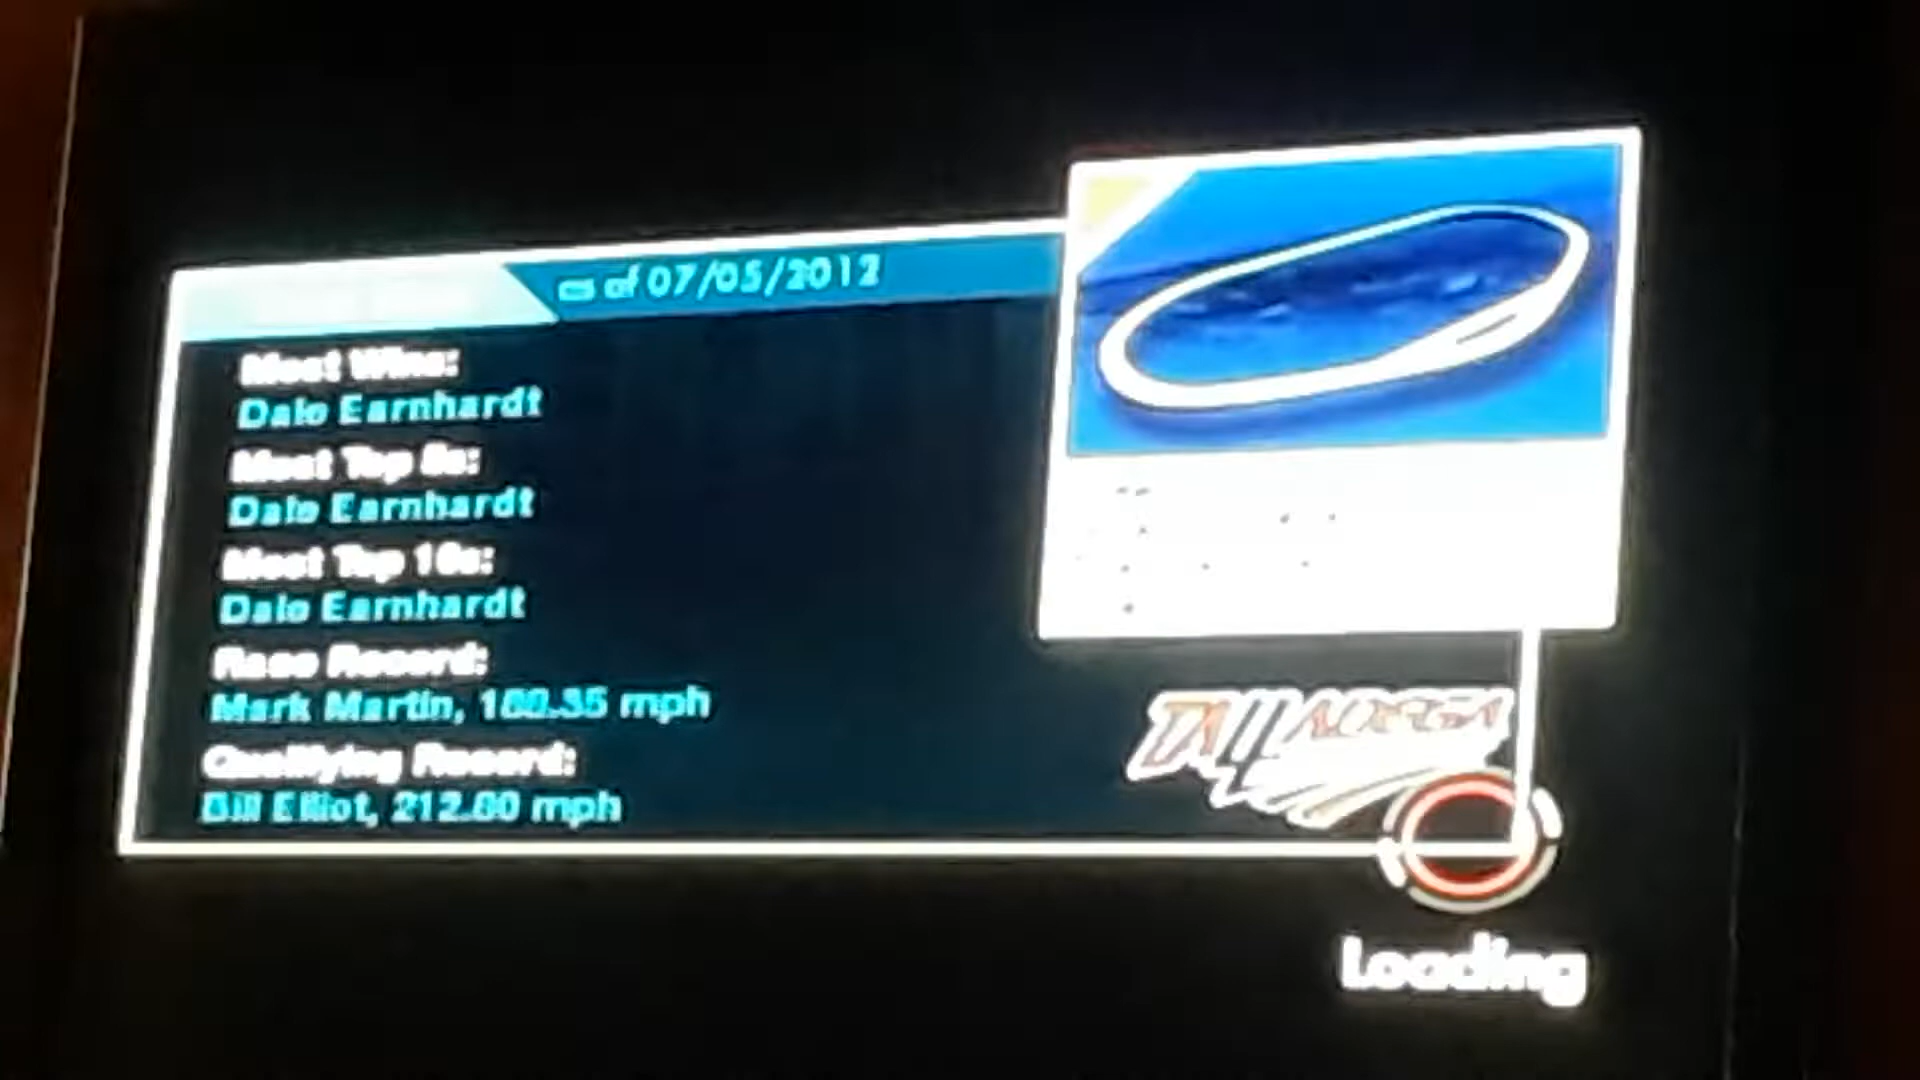 as of 07/05/2012
Most Wins:
Dale Earnhardt
Most Top 5s:
Dale Earnhardt
Most Top 10s:
Dale Earnhardt
Race Record:
Mark Martin, 188.35 mph
Qualifying Record:
Bill Elliot, 212.80 mph
TALLADEGA
Loading